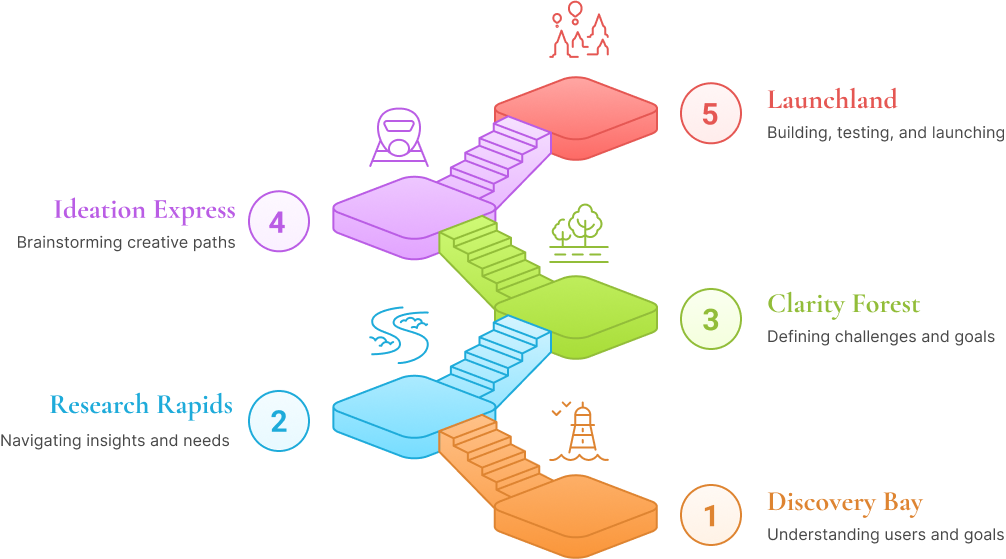 5
Launchland
Building, testing, and launching
Ideation Express
4
Brainstorming creative paths
Clarity Forest
3
Defining challenges and goals
Research Rapids
2
Navigating insights and needs
Discovery Bay
1
Understanding users and goals